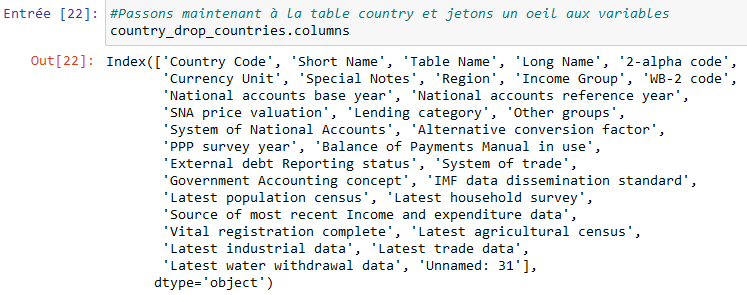 Entrée [22]: #Passons maintenant à la table country et jetons un oeil aux variables
country_drop_countries.columns
Out[22]: Index(['Country Code', 'Short Name', 'Table Name', 'Long Name', '2-alpha code',
'Currency Unit', 'Special Notes', 'Region', 'Income Group', 'WB-2 code',
'National accounts base year', 'National accounts reference year',
'SNA price valuation', 'Lending category', 'Other groups',
'System of National Accounts', 'Alternative conversion factor',
'PPP survey year', 'Balance of Payments Manual in use',
'External debt Reporting status', 'System of trade',
'Government Accounting concept', 'IMF data dissemination standard',
'Latest population census', 'Latest household survey',
'Source of most recent Income and expenditure data',
'Vital registration complete', 'Latest agricultural census',
'Latest industrial data', 'Latest trade data',
'Latest water withdrawal data', 'Unnamed: 31'],
dtype='object')